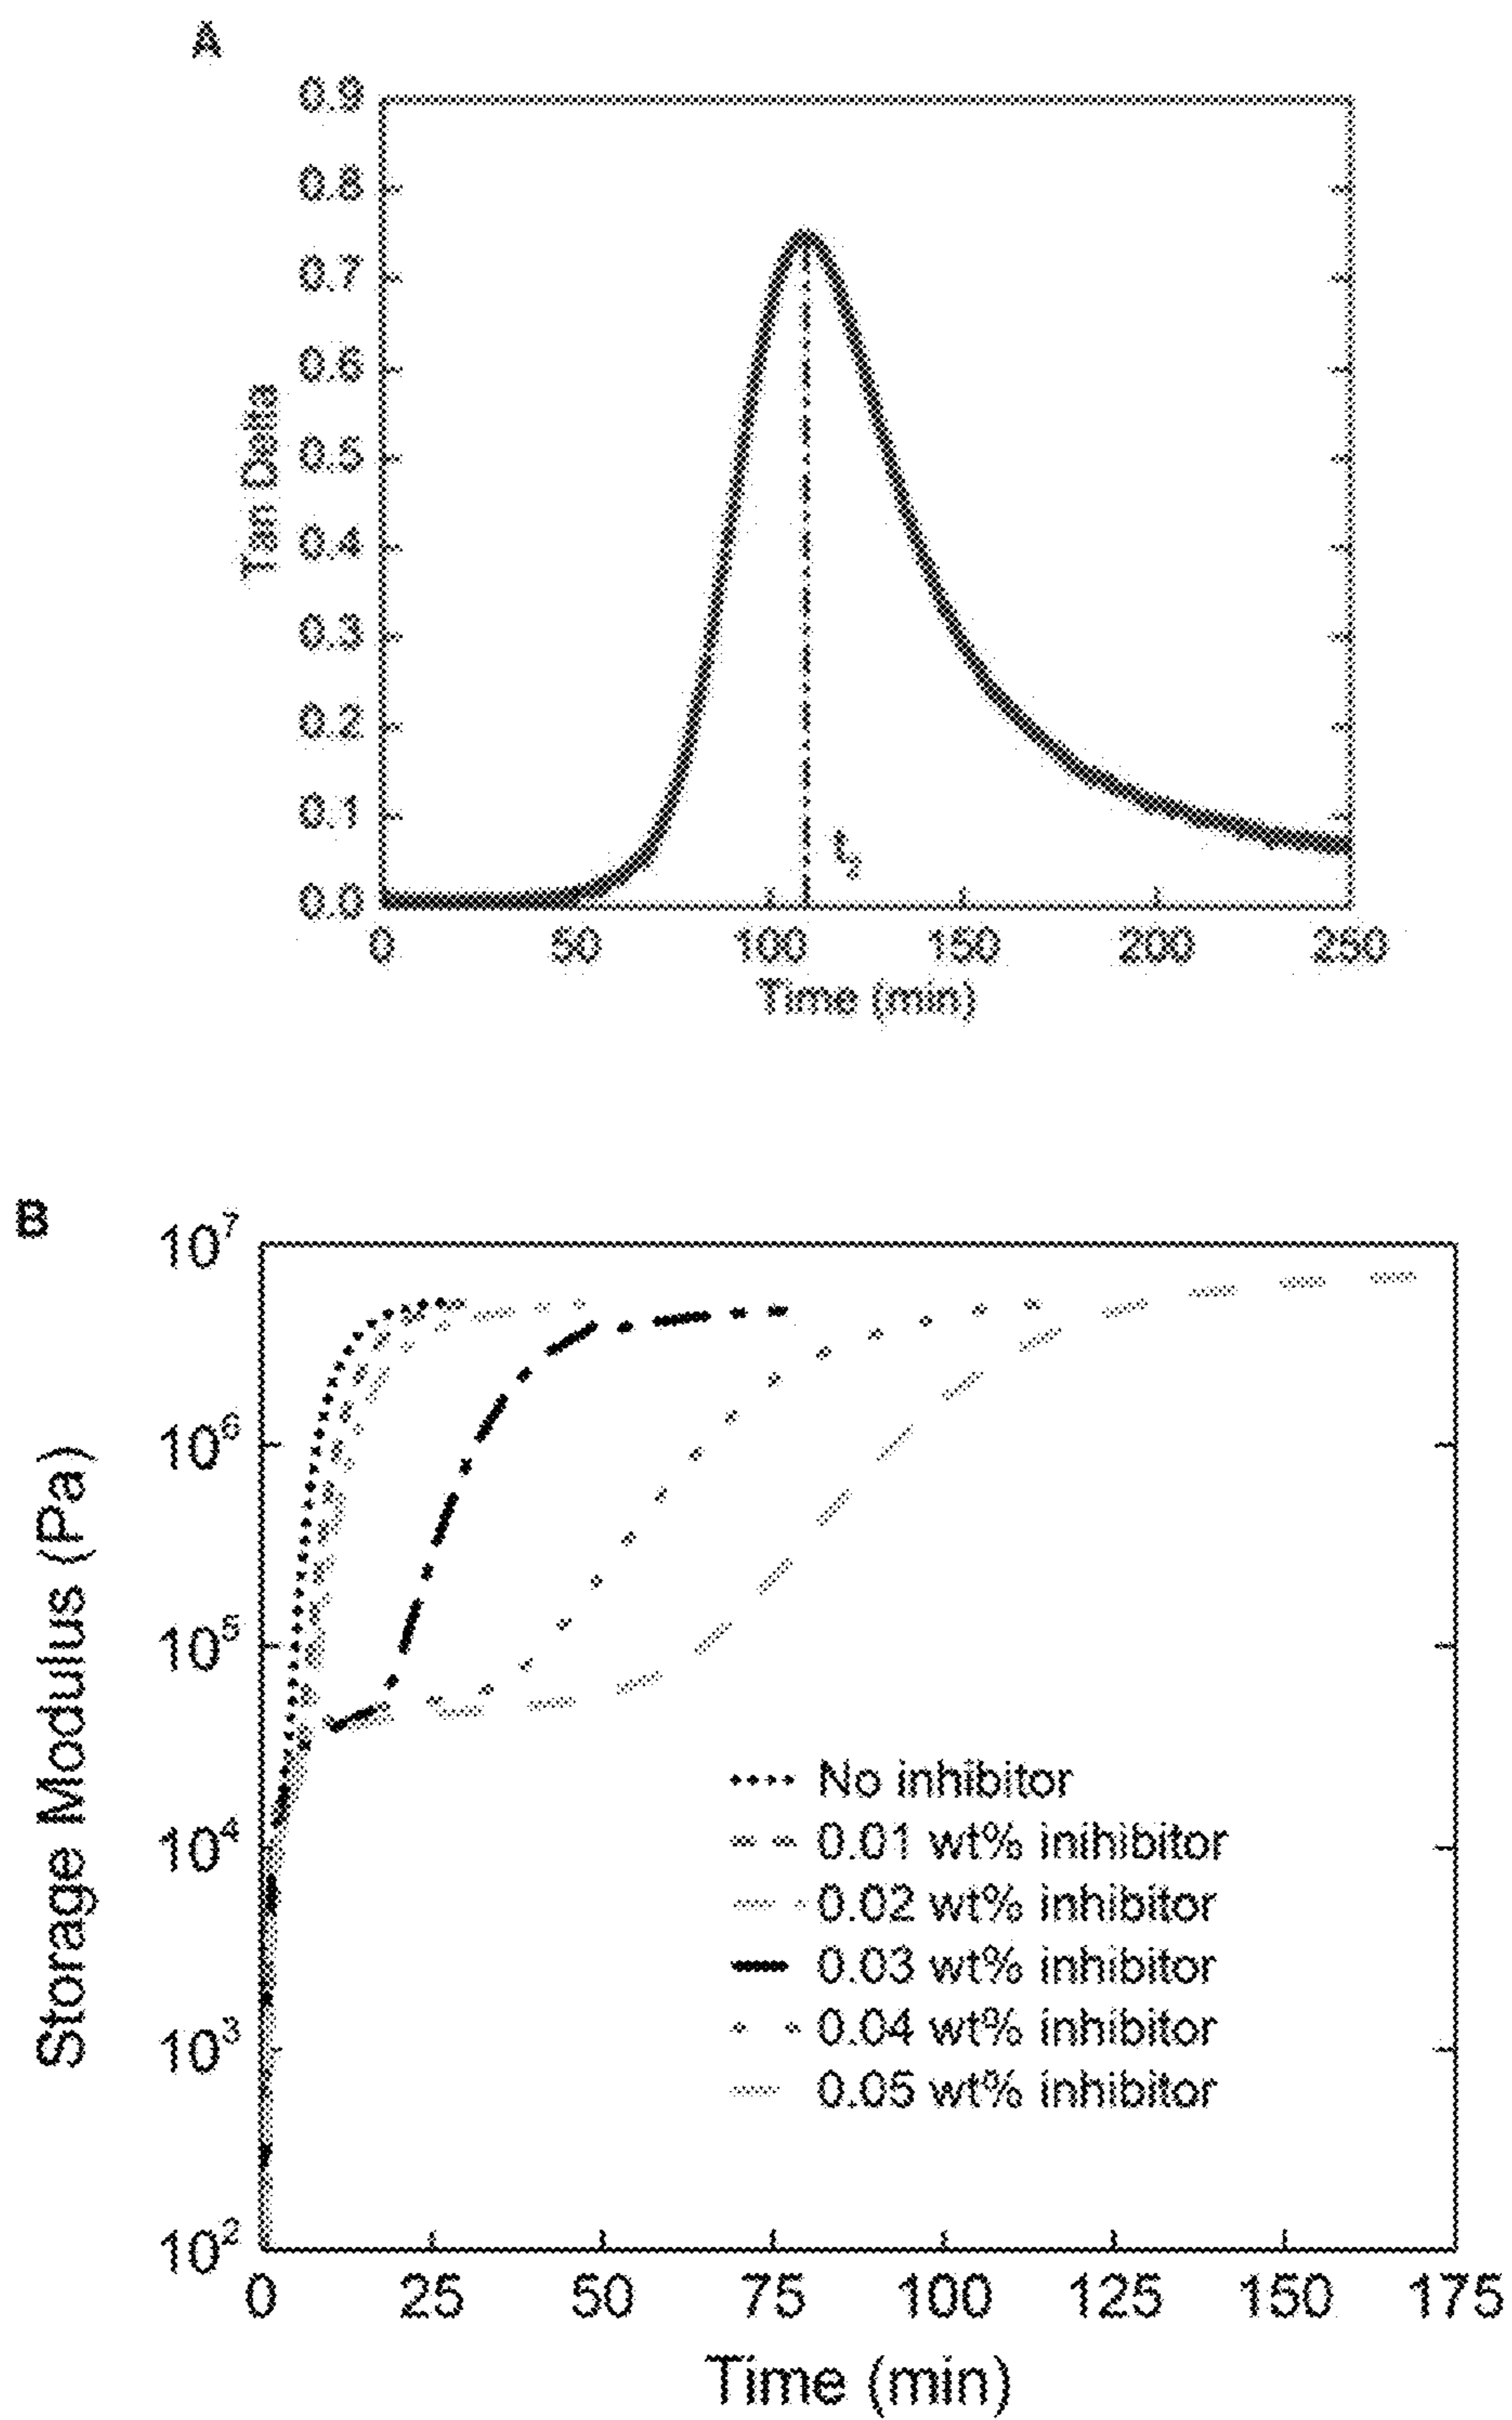 A
0.9
0.8
0.7
0.6
0.5
0.4
0.3
0.2
0.1
0.0
Tan Delta
t₂
0 50 100 150 200 250
Time (min)
B
10⁷
10⁶
10⁵
10⁴
10³
10²
Storage Modulus (Pa)
No inhibitor
0.01 wt% inihibitor
0.02 wt% inhibitor
0.03 wt% inhibitor
0.04 wt% inhibitor
0.05 wt% inhibitor
0 25 50 75 100 125 150 175
Time (min)